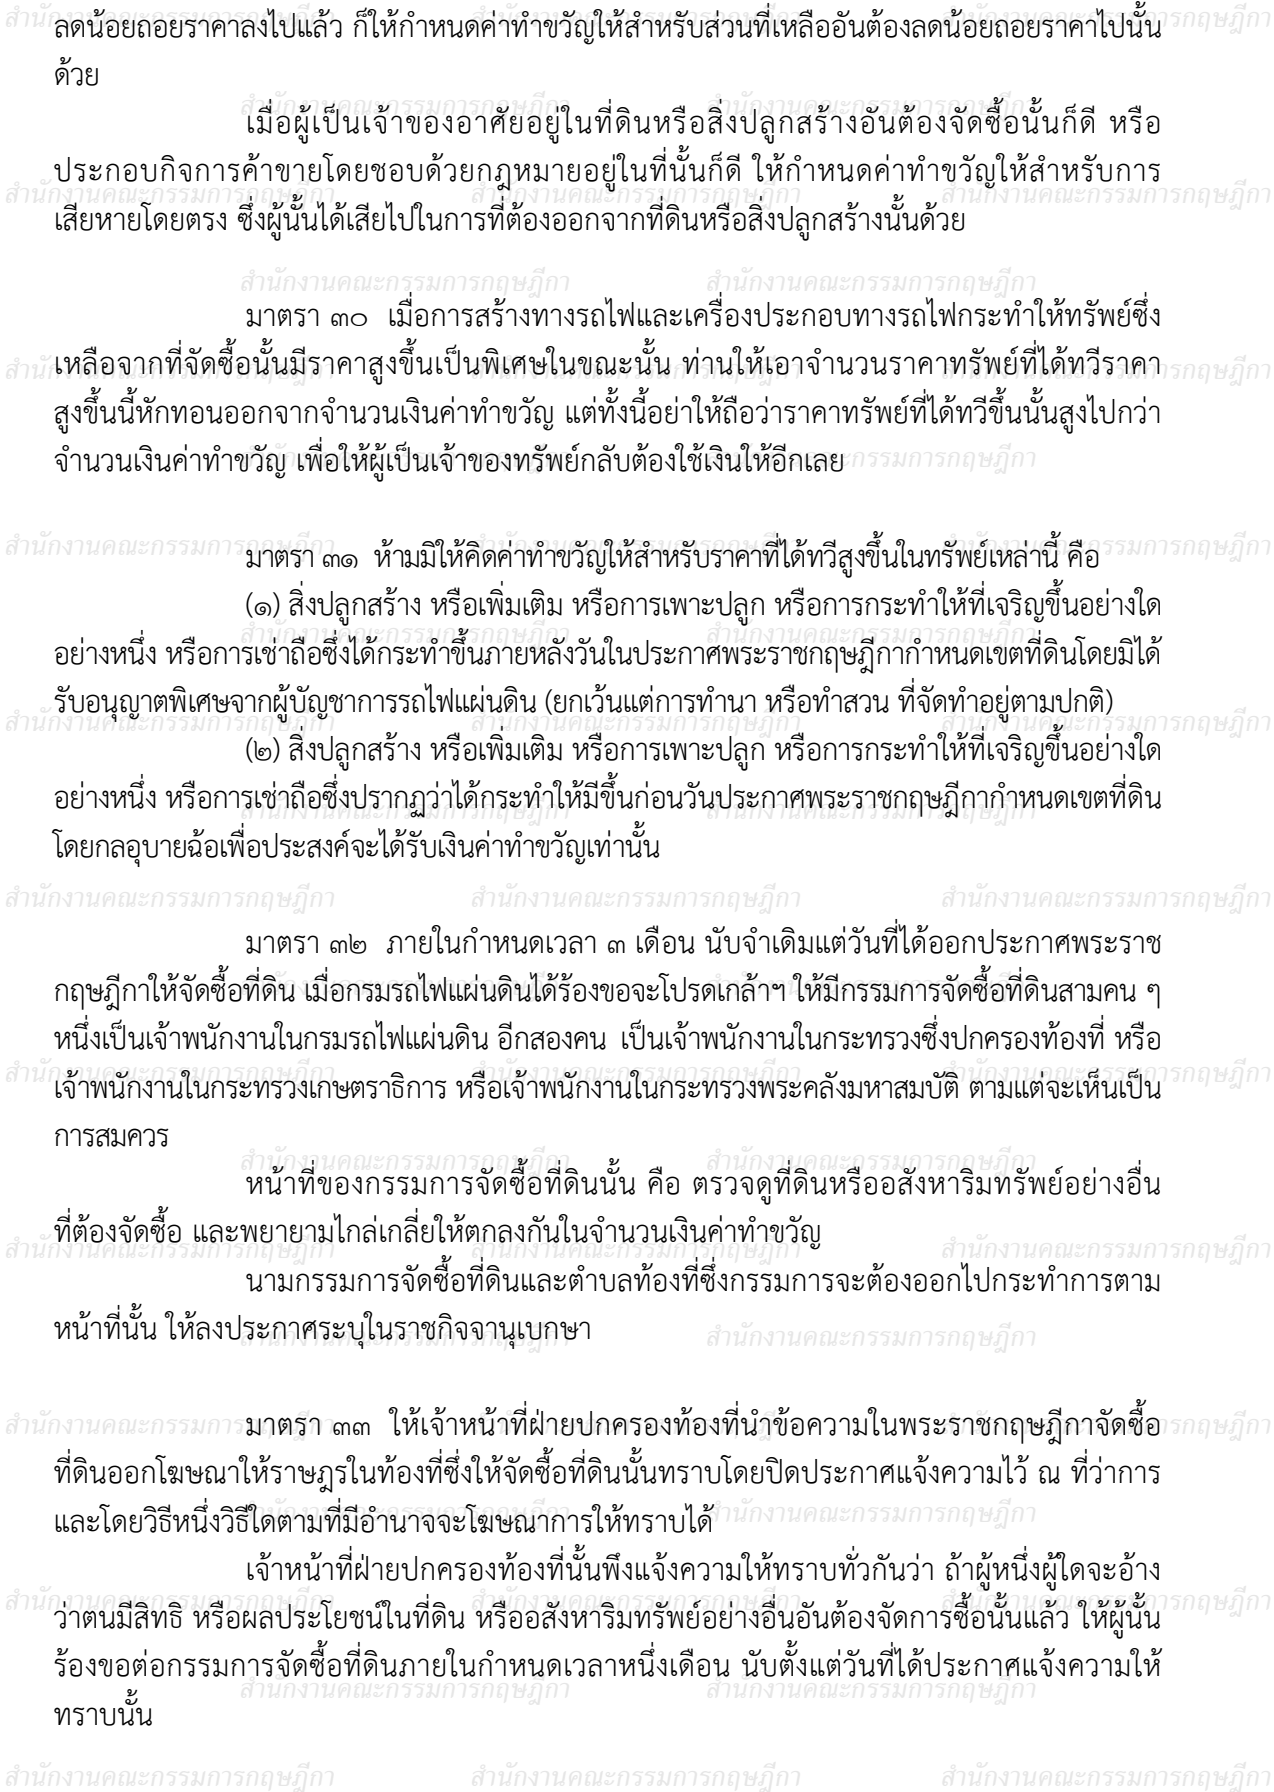 ลดน้อยถอยราคาลงไปแล้ว ก็ให้กำหนดค่าทำขวัญให้สำหรับส่วนที่เหลืออันต้องลดน้อยถอยราคาไปนั้น
ด้วย
เมื่อผู้เป็นเจ้าของอาศัยอยู่ในที่ดินหรือสิ่งปลูกสร้างอันต้องจัดซื้อนั้นก็ดี หรือ
ประกอบกิจการค้าขายโดยชอบด้วยกฎหมายอยู่ในที่นั้นก็ดี ให้กำหนดค่าทำขวัญให้สำหรับการ
เสียหายโดยตรง ซึ่งผู้นั้นได้เสียไปในการที่ต้องออกจากที่ดินหรือสิ่งปลูกสร้างนั้นด้วย
มาตรา ๓๐ เมื่อการสร้างทางรถไฟและเครื่องประกอบทางรถไฟกระทำให้ทรัพย์ซึ่ง
เหลือจากที่จัดซื้อนั้นมีราคาสูงขึ้นเป็นพิเศษในขณะนั้น ท่านให้เอาจำนวนราคาทรัพย์ที่ได้ทวีราคา
สูงขึ้นนี้หักทอนออกจากจำนวนเงินค่าทำขวัญ แต่ทั้งนี้อย่าให้ถือว่าราคาทรัพย์ที่ได้ทวีขึ้นนั้นสูงไปกว่า
จำนวนเงินค่าทำขวัญ เพื่อให้ผู้เป็นเจ้าของทรัพย์กลับต้องใช้เงินให้อีกเลย
มาตรา ๓๑ ห้ามมิให้คิดค่าทำขวัญให้สำหรับราคาที่ได้ทวีสูงขึ้นในทรัพย์เหล่านี้ คือ
(๑) สิ่งปลูกสร้าง หรือเพิ่มเติม หรือการเพาะปลูก หรือการกระทำให้ที่เจริญขึ้นอย่างใด
อย่างหนึ่ง หรือการเช่าถือซึ่งได้กระทำขึ้นภายหลังวันในประกาศพระราชกฤษฎีกากำหนดเขตที่ดินโดยมิได้
รับอนุญาตพิเศษจากผู้บัญชาการรถไฟแผ่นดิน (ยกเว้นแต่การทำนา หรือทำสวน ที่จัดทำอยู่ตามปกติ)
(๒) สิ่งปลูกสร้าง หรือเพิ่มเติม หรือการเพาะปลูก หรือการกระทำให้ที่เจริญขึ้นอย่างใด
อย่างหนึ่ง หรือการเช่าถือซึ่งปรากฏว่าได้กระทำให้มีขึ้นก่อนวันประกาศพระราชกฤษฎีกากำหนดเขตที่ดิน
โดยกลอุบายฉ้อเพื่อประสงค์จะได้รับเงินค่าทำขวัญเท่านั้น
มาตรา ๓๒ ภายในกำหนดเวลา ๓ เดือน นับจำเดิมแต่วันที่ได้ออกประกาศพระราช
กฤษฎีกาให้จัดซื้อที่ดิน เมื่อกรมรถไฟแผ่นดินได้ร้องขอจะโปรดเกล้าฯ ให้มีกรรมการจัดซื้อที่ดินสามคน ๆ
หนึ่งเป็นเจ้าพนักงานในกรมรถไฟแผ่นดิน อีกสองคน เป็นเจ้าพนักงานในกระทรวงซึ่งปกครองท้องที่ หรือ
เจ้าพนักงานในกระทรวงเกษตราธิการ หรือเจ้าพนักงานในกระทรวงพระคลังมหาสมบัติ ตามแต่จะเห็นเป็น
การสมควร
หน้าที่ของกรรมการจัดซื้อที่ดินนั้น คือ ตรวจดูที่ดินหรืออสังหาริมทรัพย์อย่างอื่น
ที่ต้องจัดซื้อ และพยายามไกล่เกลี่ยให้ตกลงกันในจำนวนเงินค่าทำขวัญ
นามกรรมการจัดซื้อที่ดินและตำบลท้องที่ซึ่งกรรมการจะต้องออกไปกระทำการตาม
หน้าที่นั้น ให้ลงประกาศระบุในราชกิจจานุเบกษา
มาตรา ๓๓ ให้เจ้าหน้าที่ฝ่ายปกครองท้องที่นำข้อความในพระราชกฤษฎีกาจัดซื้อ
ที่ดินออกโฆษณาให้ราษฎรในท้องที่ซึ่งให้จัดซื้อที่ดินนั้นทราบโดยปิดประกาศแจ้งความไว้ ณ ที่ว่าการ
และโดยวิธีหนึ่งวิธีใดตามที่มีอำนาจจะโฆษณาการให้ทราบได้
เจ้าหน้าที่ฝ่ายปกครองท้องที่นั้นพึงแจ้งความให้ทราบทั่วกันว่า ถ้าผู้หนึ่งผู้ใดจะอ้าง
ว่าตนมีสิทธิ หรือผลประโยชน์ในที่ดิน หรืออสังหาริมทรัพย์อย่างอื่นอันต้องจัดการซื้อนั้นแล้ว ให้ผู้นั้น
ร้องขอต่อกรรมการจัดซื้อที่ดินภายในกำหนดเวลาหนึ่งเดือน นับตั้งแต่วันที่ได้ประกาศแจ้งความให้
ทราบนั้น
สำนักงานคณะกรรมการกฤษฎีกา สำนักงานคณะกรรมการกฤษฎีกา สำนักงานคณะกรรมการกฤษฎีกา